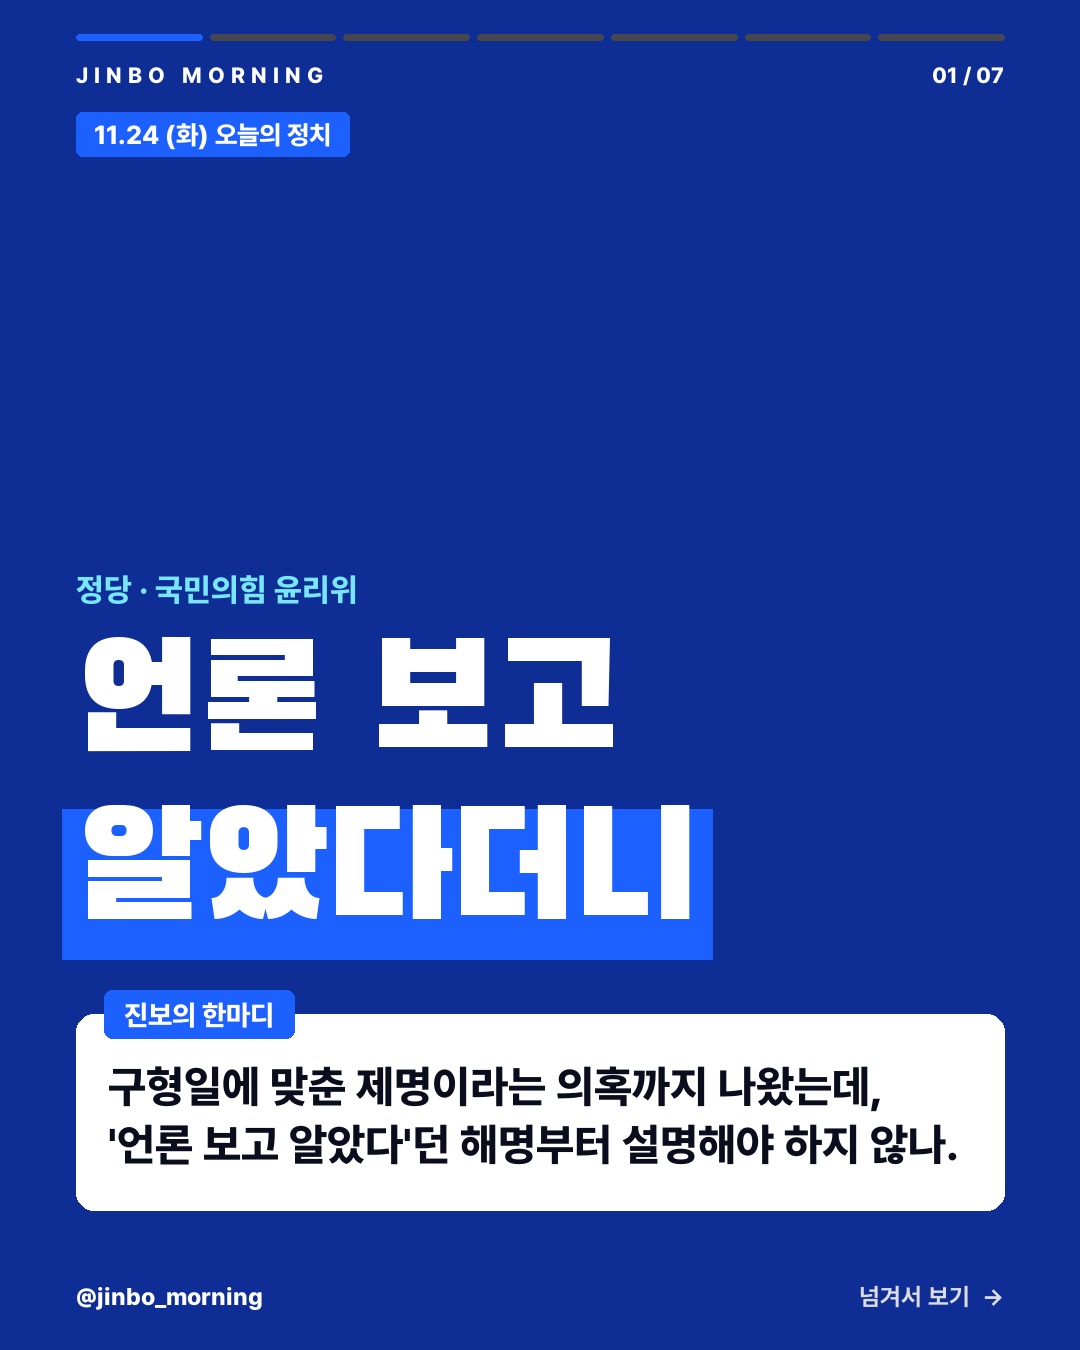 JINBO MORNING
01 / 07
11.24 (화) 오늘의 정치
정당 · 국민의힘 윤리위
언론 보고
알았다더니
진보의 한마디
구형일에 맞춘 제명이라는 의혹까지 나왔는데,
'언론 보고 알았다'던 해명부터 설명해야 하지 않나.
@jinbo_morning
넘겨서 보기 →